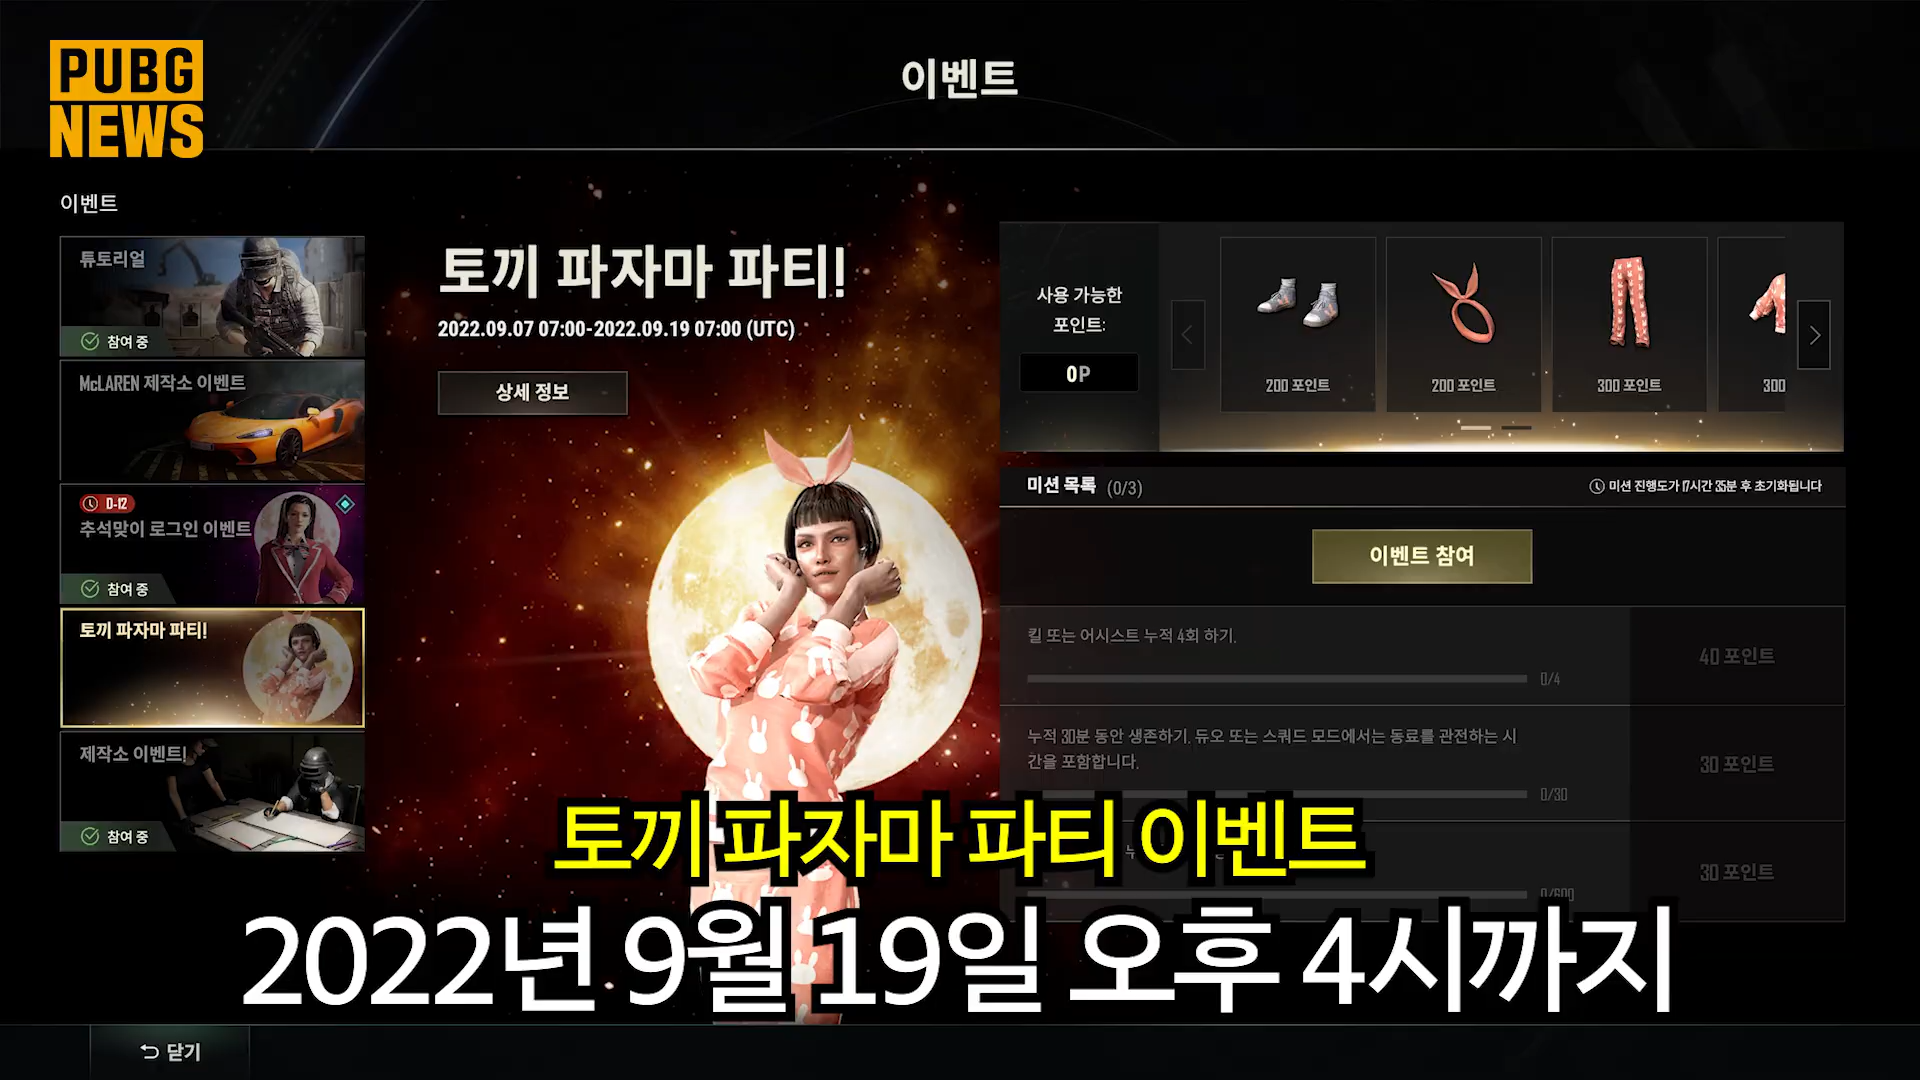 PUBG
NEWS
이벤트
이벤트
튜토리얼
참여 중
McLAREN 제작소 이벤트
D-12
추석맞이 로그인 이벤트
참여 중
토끼 파자마 파티!
제작소 이벤트!
참여 중
토끼 파자마 파티!
2022.09.07 07:00-2022.09.19 07:00 (UTC)
상세 정보
사용 가능한
포인트:
0P
200 포인트
200 포인트
300 포인트
300
미션 목록 (0/3)
미션 진행도가 17시간 35분 후 초기화됩니다
이벤트 참여
킬 또는 어시스트 누적 4회 하기.
0/4
40 포인트
누적 30분 동안 생존하기. 듀오 또는 스쿼드 모드에서는 동료를 관전하는 시
간을 포함합니다.
0/30
30 포인트
0/600
30 포인트
토끼 파자마 파티 이벤트
2022년 9월 19일 오후 4시까지
닫기